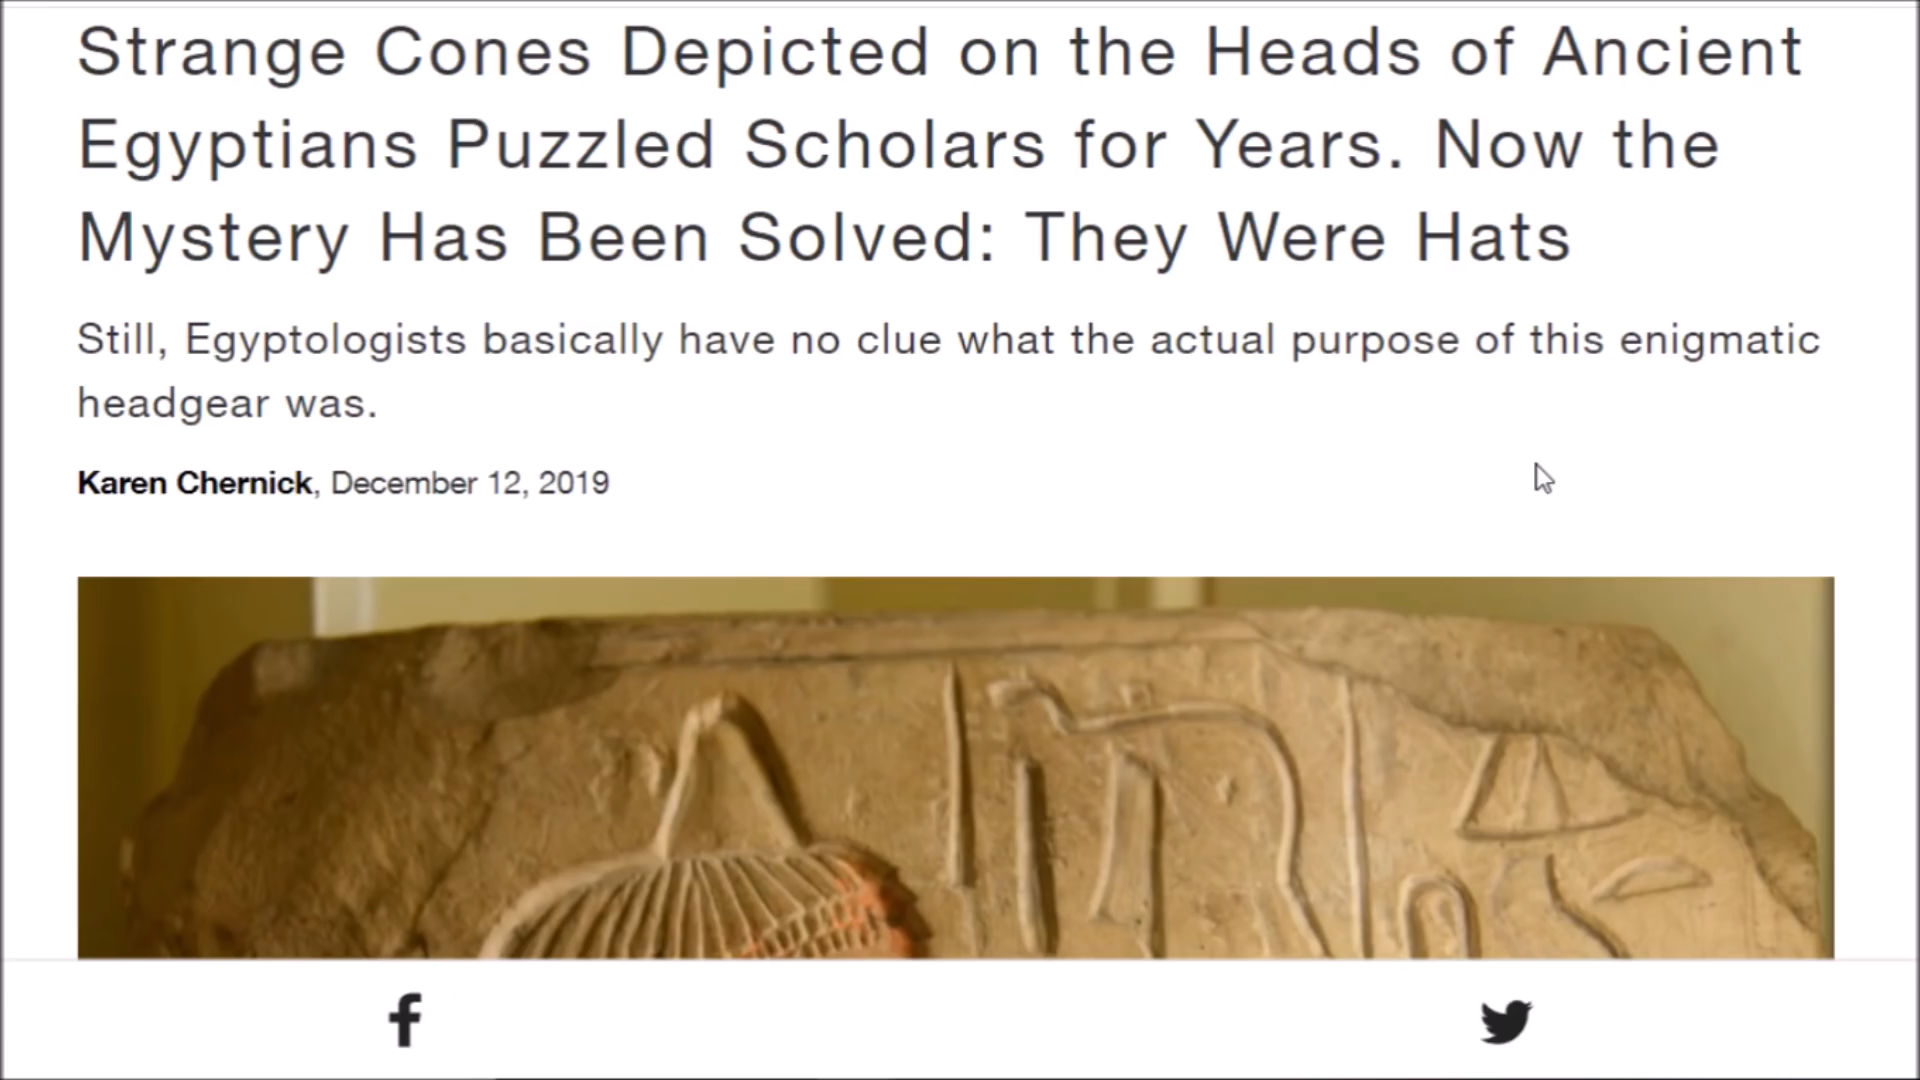 Strange Cones Depicted on the Heads of Ancient
Egyptians Puzzled Scholars for Years. Now the
Mystery Has Been Solved: They Were Hats
Still, Egyptologists basically have no clue what the actual purpose of this enigmatic
headgear was.
Karen Chernick, December 12, 2019